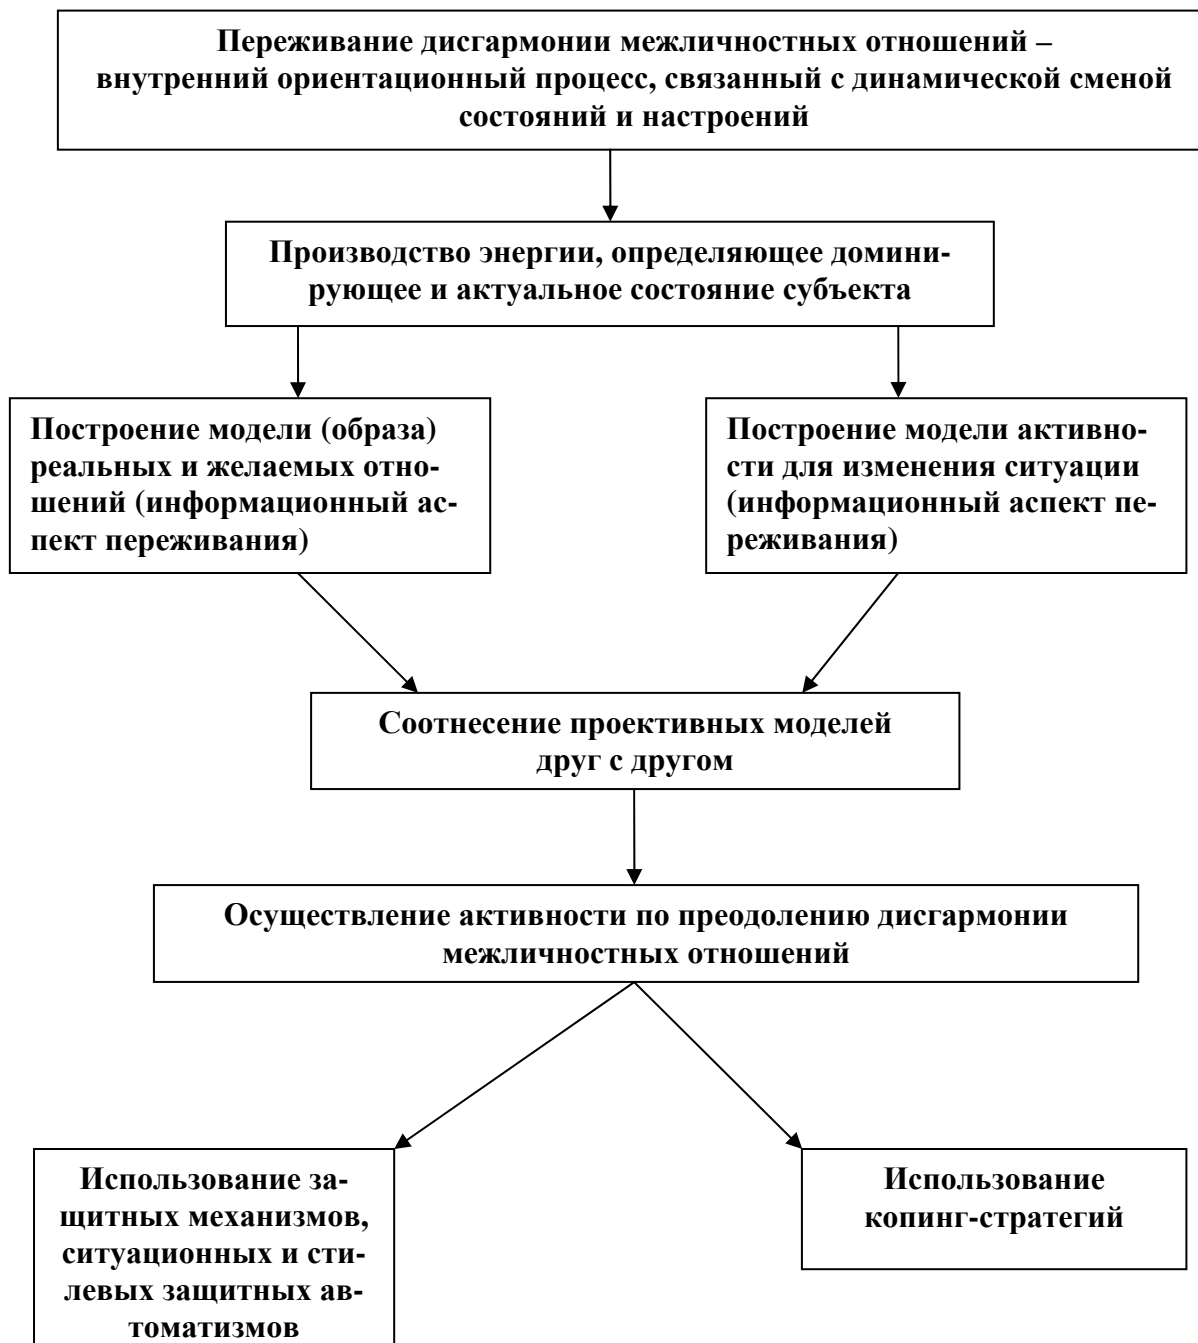 Переживание дисгармонии межличностных отношений –
внутренний ориентационный процесс, связанный с динамической сменой
состояний и настроений
Производство энергии, определяющее домини-
рующее и актуальное состояние субъекта
Построение модели (образа)
реальных и желаемых отно-
шений (информационный ас-
пект переживания)
Построение модели активно-
сти для изменения ситуации
(информационный аспект пе-
реживания)
Соотнесение проективных моделей
друг с другом
Осуществление активности по преодолению дисгармонии
межличностных отношений
Использование за-
щитных механизмов,
ситуационных и сти-
левых защитных ав-
томатизмов
Использование
копинг-стратегий